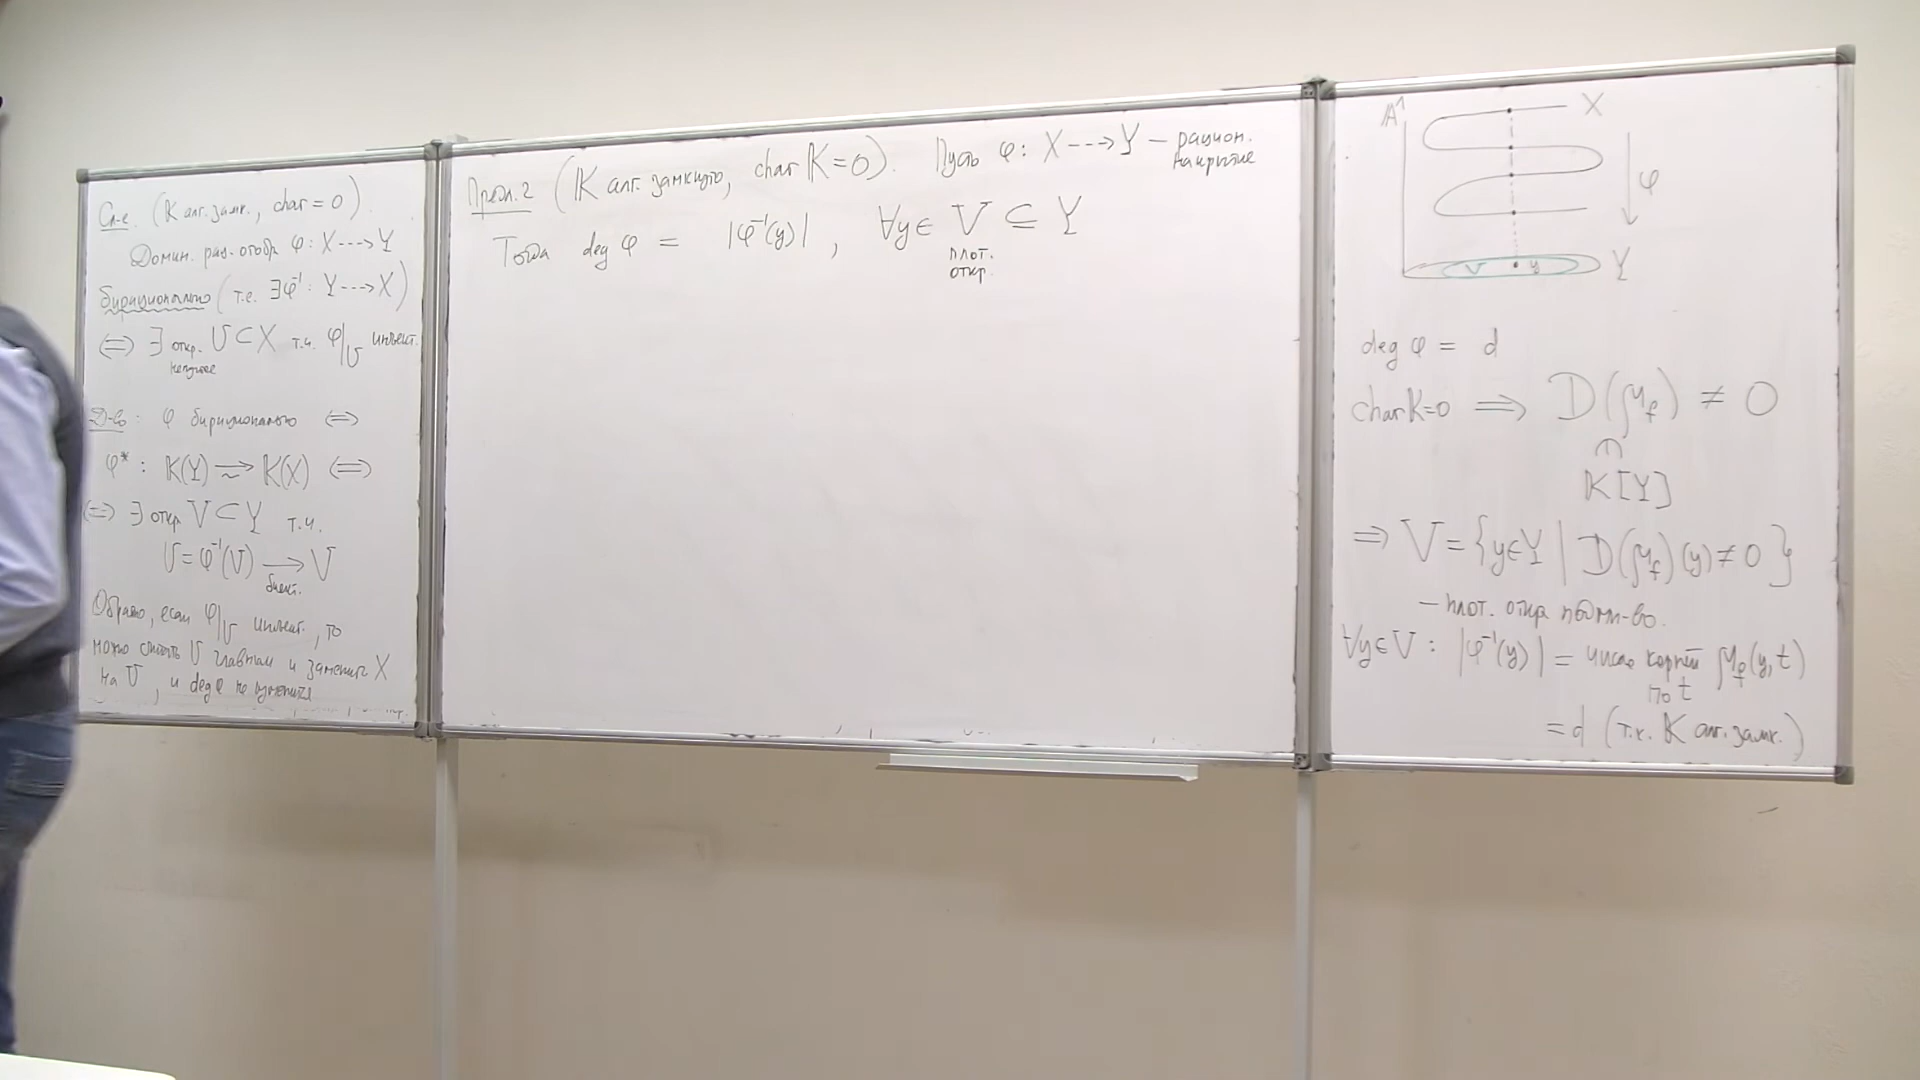 Сл-е. (K алг. замк., char = 0).
Домин. рац. отобр φ: X ---> Y
бирационально (т.е. ∃φ⁻¹: Y ---> X)
⟺ ∃ откр. U ⊂ X т.ч. φ|_U инъект.
непустое
Д-во: φ бирационально ⟺
φ*: K(Y) ⥲ K(X) ⟺
⟺ ∃ откр V ⊂ Y т.ч.
U = φ⁻¹(V) ⟶ V
биект.
Обратно, если φ|_U инъект., то
можно считать U главным и заменить X
на U, и deg φ не изменится
Предл. 2 (K алг. замкнуто, char K = 0). Пусть φ: X ---> Y — рацион.
накрытие
Тогда deg φ = |φ⁻¹(y)|, ∀y ∈ V ⊆ Y
плот.
откр.
A¹ X
φ
V y Y
deg φ = d
char K = 0 ⟹ D(μ_f) ≠ 0
∩
K[Y]
⟹ V = {y ∈ Y | D(μ_f)(y) ≠ 0}
— плот. откр подмн-во.
∀y ∈ V: |φ⁻¹(y)| = число корней μ_f(y, t)
по t
= d (т.к. K алг. замк.)